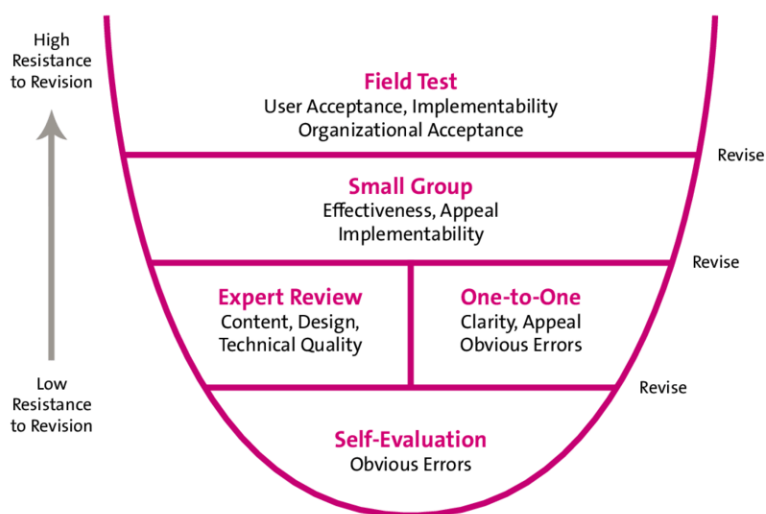 High
Resistance
to Revision
Field Test
User Acceptance, Implementability
Organizational Acceptance
Revise
Small Group
Effectiveness, Appeal
Implementability
Revise
Expert Review
Content, Design,
Technical Quality
One-to-One
Clarity, Appeal
Obvious Errors
Revise
Low
Resistance
to Revision
Self-Evaluation
Obvious Errors